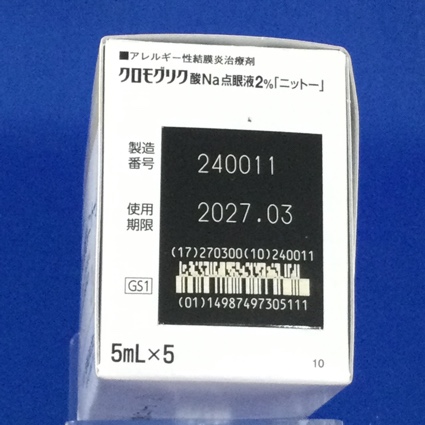 ■アレルギー性結膜炎治療剤
クロモグリク酸Na点眼液2%「ニットー」
製造番号 240011
使用期限 2027.03
(17)270300(10)240011
GS1
(01)14987497305111
5mL×5
10